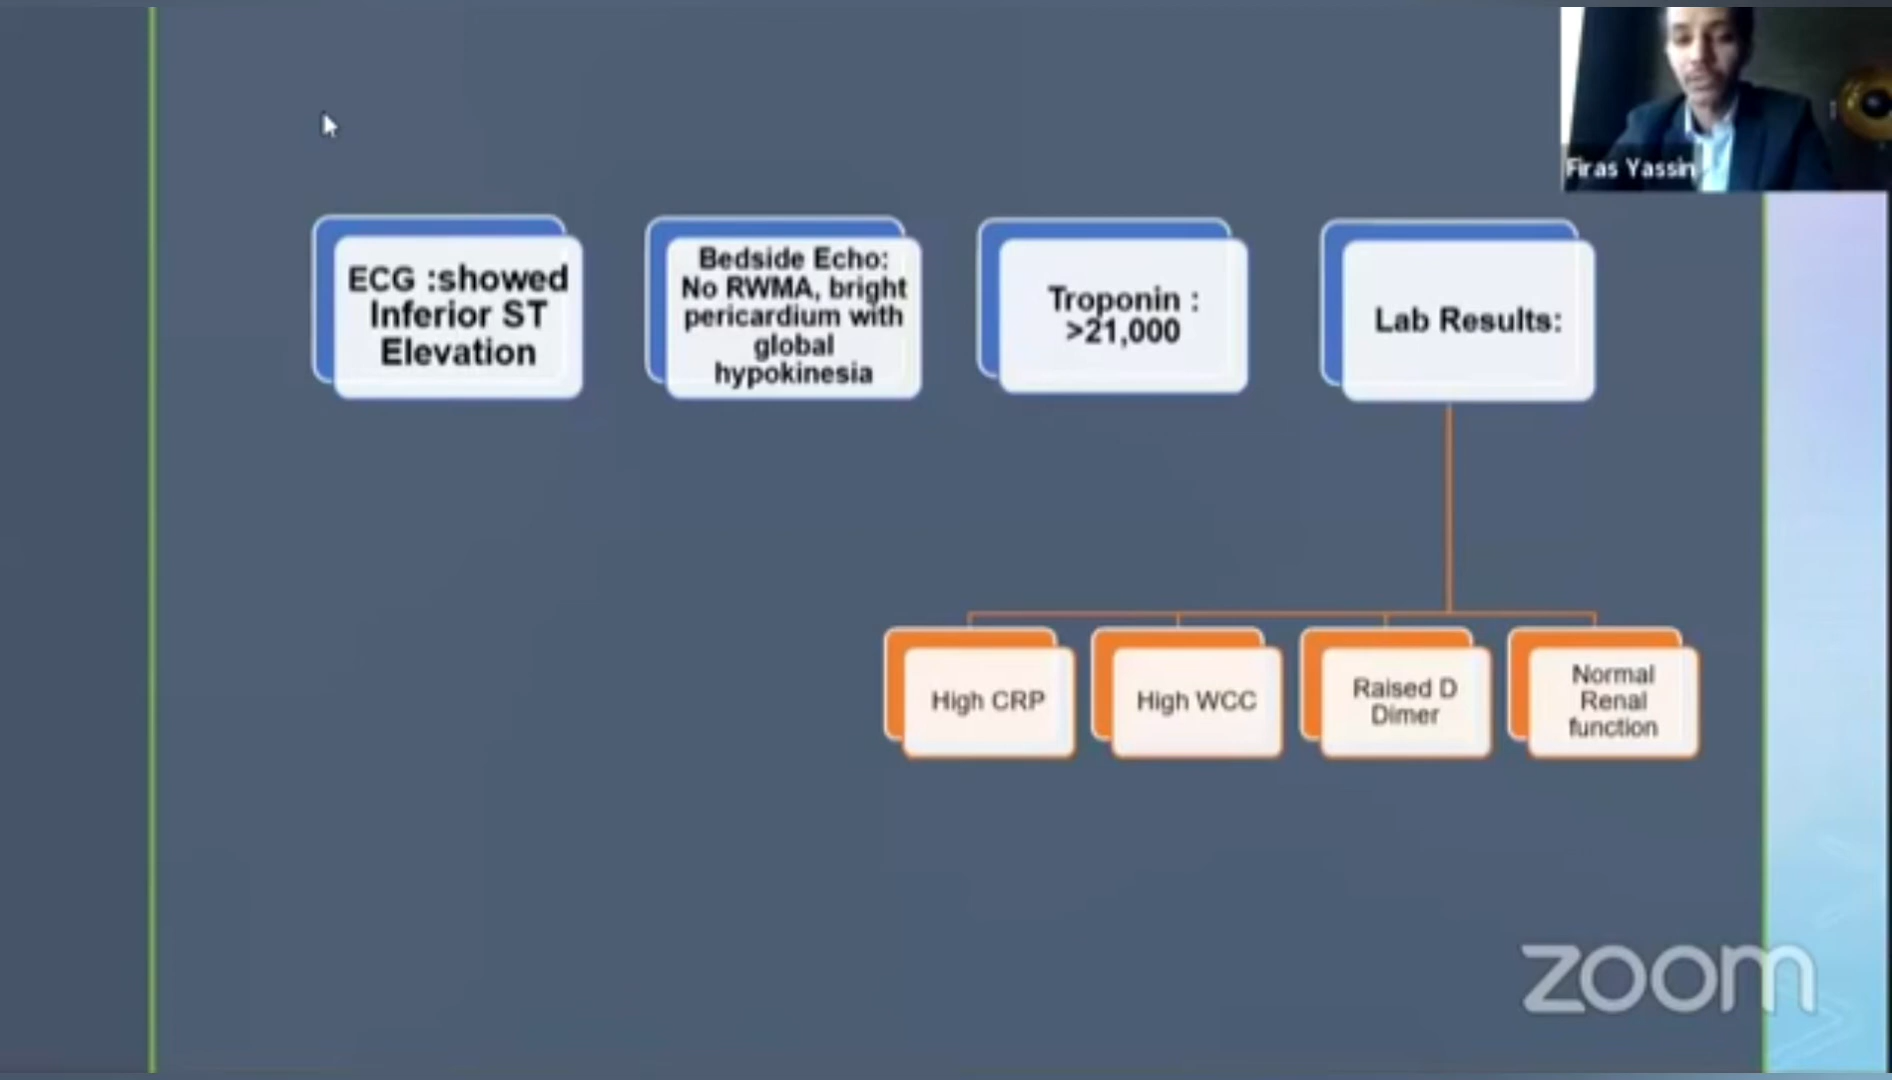 Firas Yassin
ECG :showed
Inferior ST
Elevation
Bedside Echo:
No RWMA, bright
pericardium with
global
hypokinesia
Troponin :
>21,000
Lab Results:
High CRP
High WCC
Raised D
Dimer
Normal
Renal
function
zoom